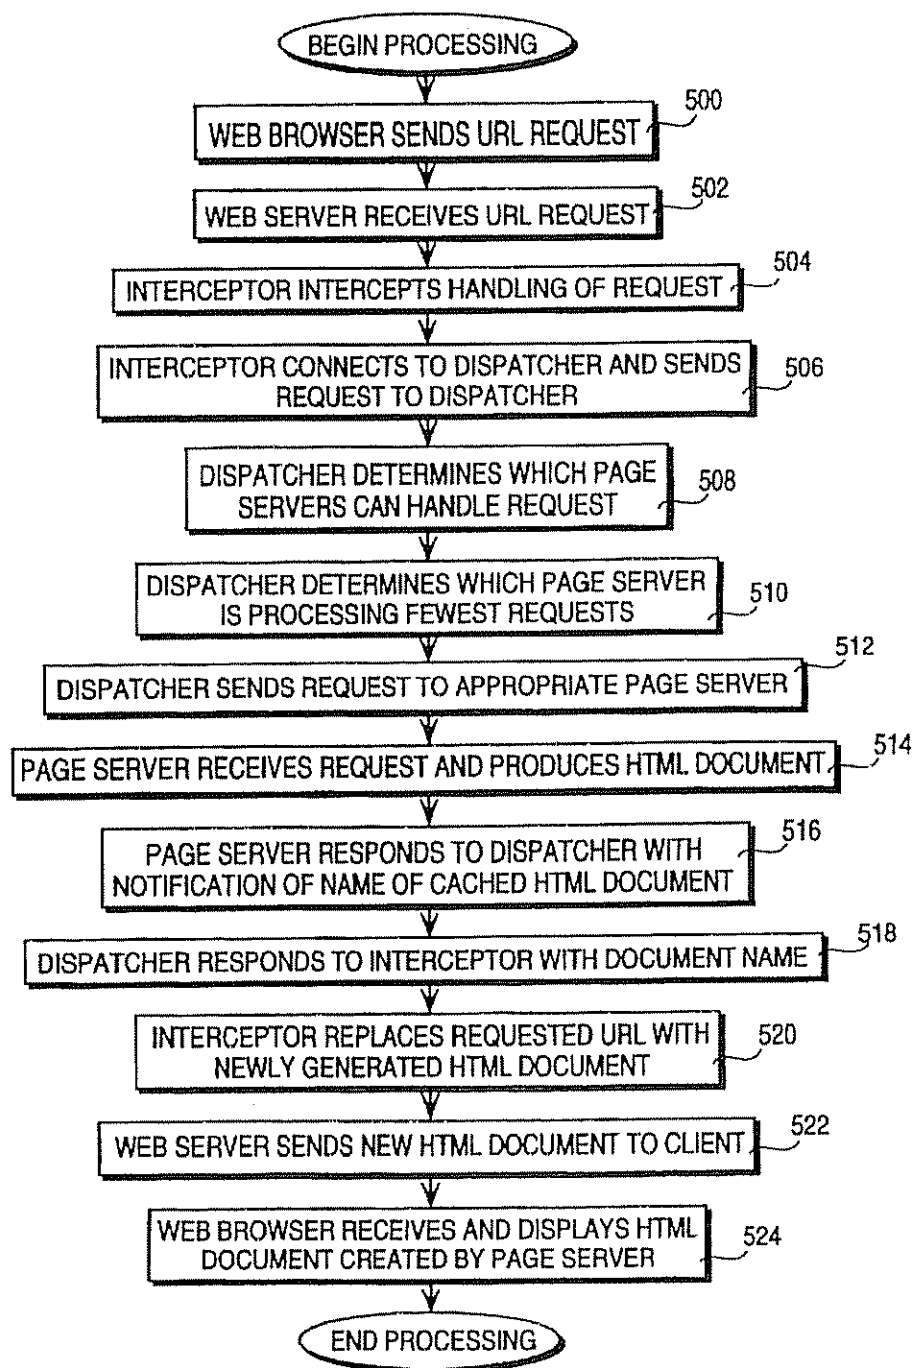 BEGIN PROCESSING
500
WEB BROWSER SENDS URL REQUEST
502
WEB SERVER RECEIVES URL REQUEST
504
INTERCEPTOR INTERCEPTS HANDLING OF REQUEST
INTERCEPTOR CONNECTS TO DISPATCHER AND SENDS
REQUEST TO DISPATCHER
506
DISPATCHER DETERMINES WHICH PAGE
SERVERS CAN HANDLE REQUEST
508
DISPATCHER DETERMINES WHICH PAGE SERVER
IS PROCESSING FEWEST REQUESTS
510
512
DISPATCHER SENDS REQUEST TO APPROPRIATE PAGE SERVER
514
PAGE SERVER RECEIVES REQUEST AND PRODUCES HTML DOCUMENT
PAGE SERVER RESPONDS TO DISPATCHER WITH
NOTIFICATION OF NAME OF CACHED HTML DOCUMENT
516
518
DISPATCHER RESPONDS TO INTERCEPTOR WITH DOCUMENT NAME
INTERCEPTOR REPLACES REQUESTED URL WITH
NEWLY GENERATED HTML DOCUMENT
520
522
WEB SERVER SENDS NEW HTML DOCUMENT TO CLIENT
WEB BROWSER RECEIVES AND DISPLAYS HTML
DOCUMENT CREATED BY PAGE SERVER
524
END PROCESSING